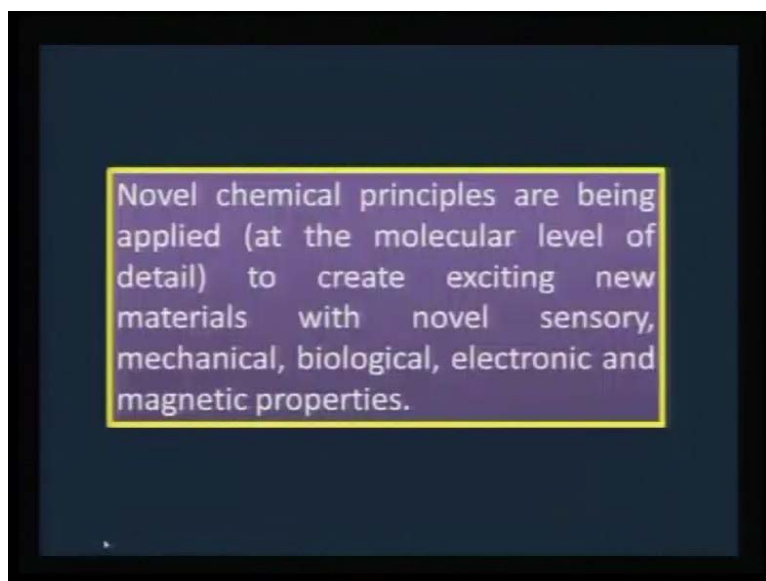 Novel chemical principles are being
applied (at the molecular level of
detail) to create exciting new
materials with novel sensory,
mechanical, biological, electronic and
magnetic properties.